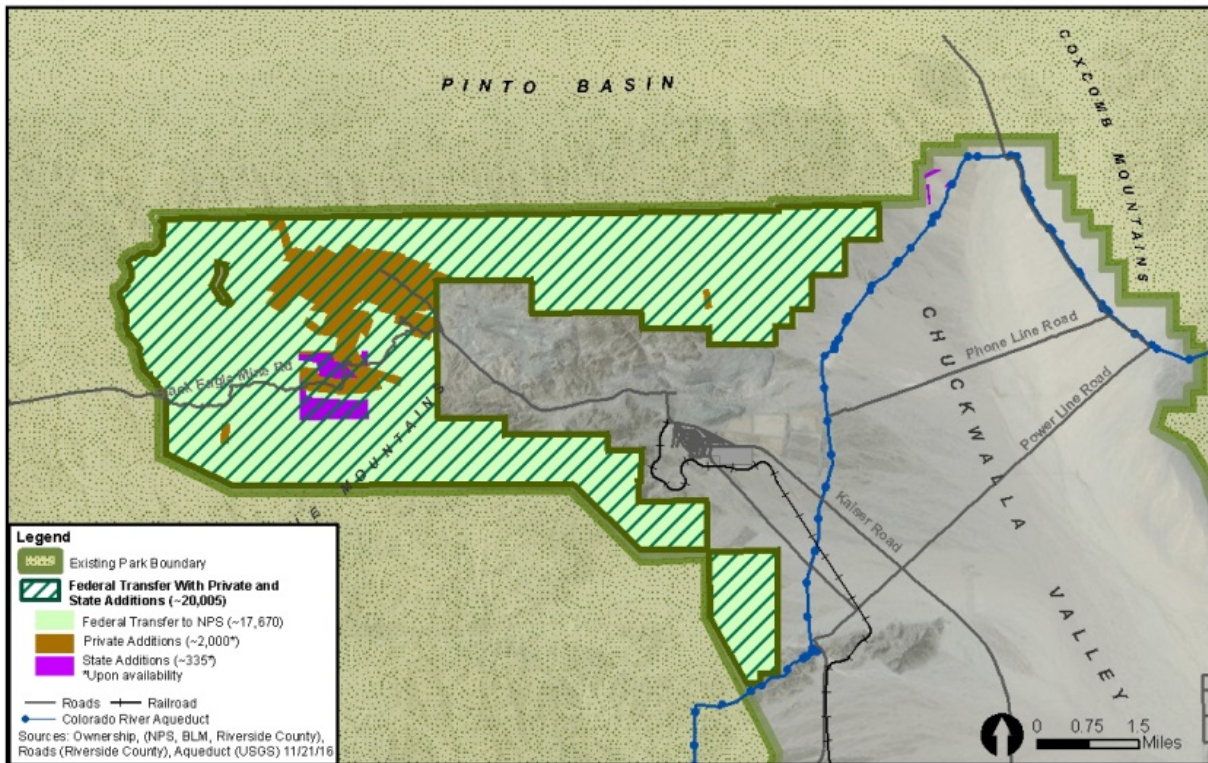 PINTO BASIN
COXCOMB MOUNTAINS
CHUCKWALLA VALLEY
Phone Line Road
Power Line Road
Kaiser Road
Eagle Mine Rd
MOUNTAINS
Legend
Existing Park Boundary
Federal Transfer With Private and
State Additions (~20,005)
Federal Transfer to NPS (~17,670)
Private Additions (~2,000*)
State Additions (~335*)
*Upon availability
Roads Railroad
Colorado River Aqueduct
Sources: Ownership, (NPS, BLM, Riverside County),
Roads (Riverside County), Aqueduct (USGS) 11/21/16
0 0.75 1.5
Miles